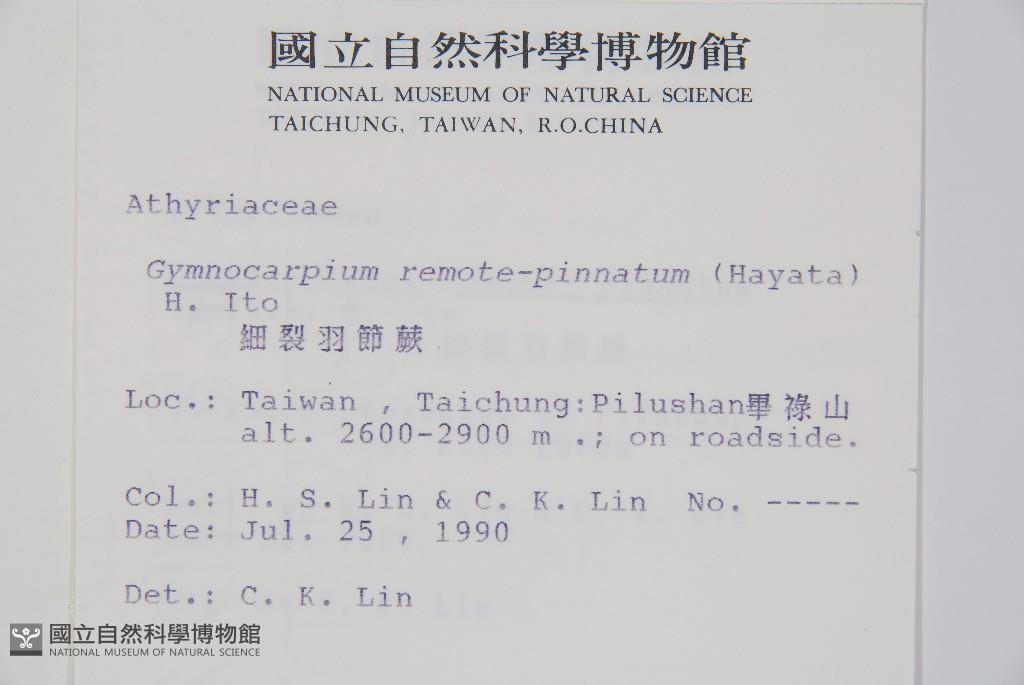 國立自然科學博物館
NATIONAL MUSEUM OF NATURAL SCIENCE
TAICHUNG, TAIWAN, R.O.CHINA
Athyriaceae
Gymnocarpium remote-pinnatum (Hayata)
H. Ito
細裂羽節蕨
Loc.: Taiwan , Taichung:Pilushan畢祿山
alt. 2600-2900 m .; on roadside.
Col.: H. S. Lin & C. K. Lin No. -----
Date: Jul. 25 , 1990
Det.: C. K. Lin
國立自然科學博物館
NATIONAL MUSEUM OF NATURAL SCIENCE